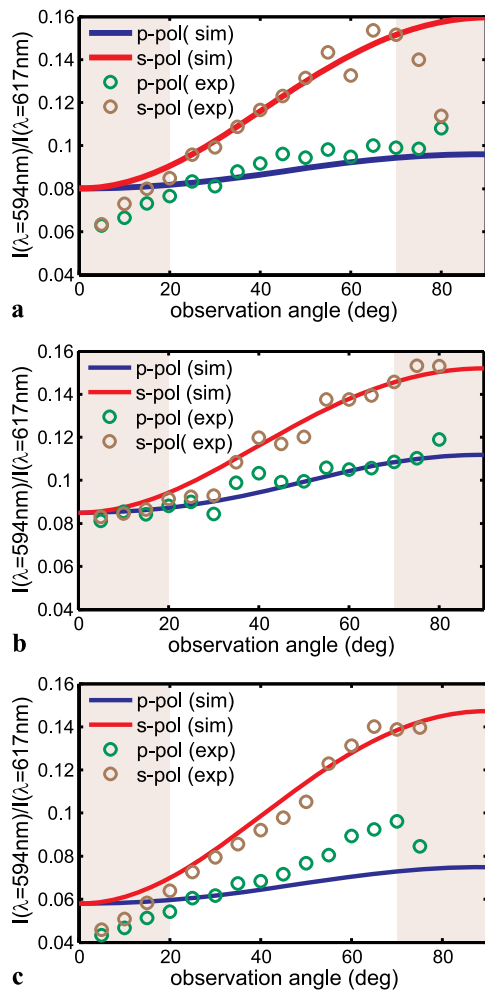 0.16
0.14
0.12
0.1
0.08
0.06
0.04
I(λ=594nm)/I(λ=617nm)
p-pol( sim)
s-pol (sim)
p-pol( exp)
s-pol (exp)
0 20 40 60 80
observation angle (deg)
a
0.16
0.14
0.12
0.10
0.08
0.06
0.04
I(λ=594nm)/I(λ=617nm)
p-pol (sim)
s-pol (sim)
p-pol (exp)
s-pol( exp)
0 20 40 60 80
observation angle (deg)
b
0.16
0.14
0.12
0.1
0.08
0.06
0.04
I(λ=594nm)/I(λ=617nm)
p-pol (sim)
s-pol (sim)
p-pol (exp)
s-pol (exp)
0 20 40 60 80
observation angle (deg)
c